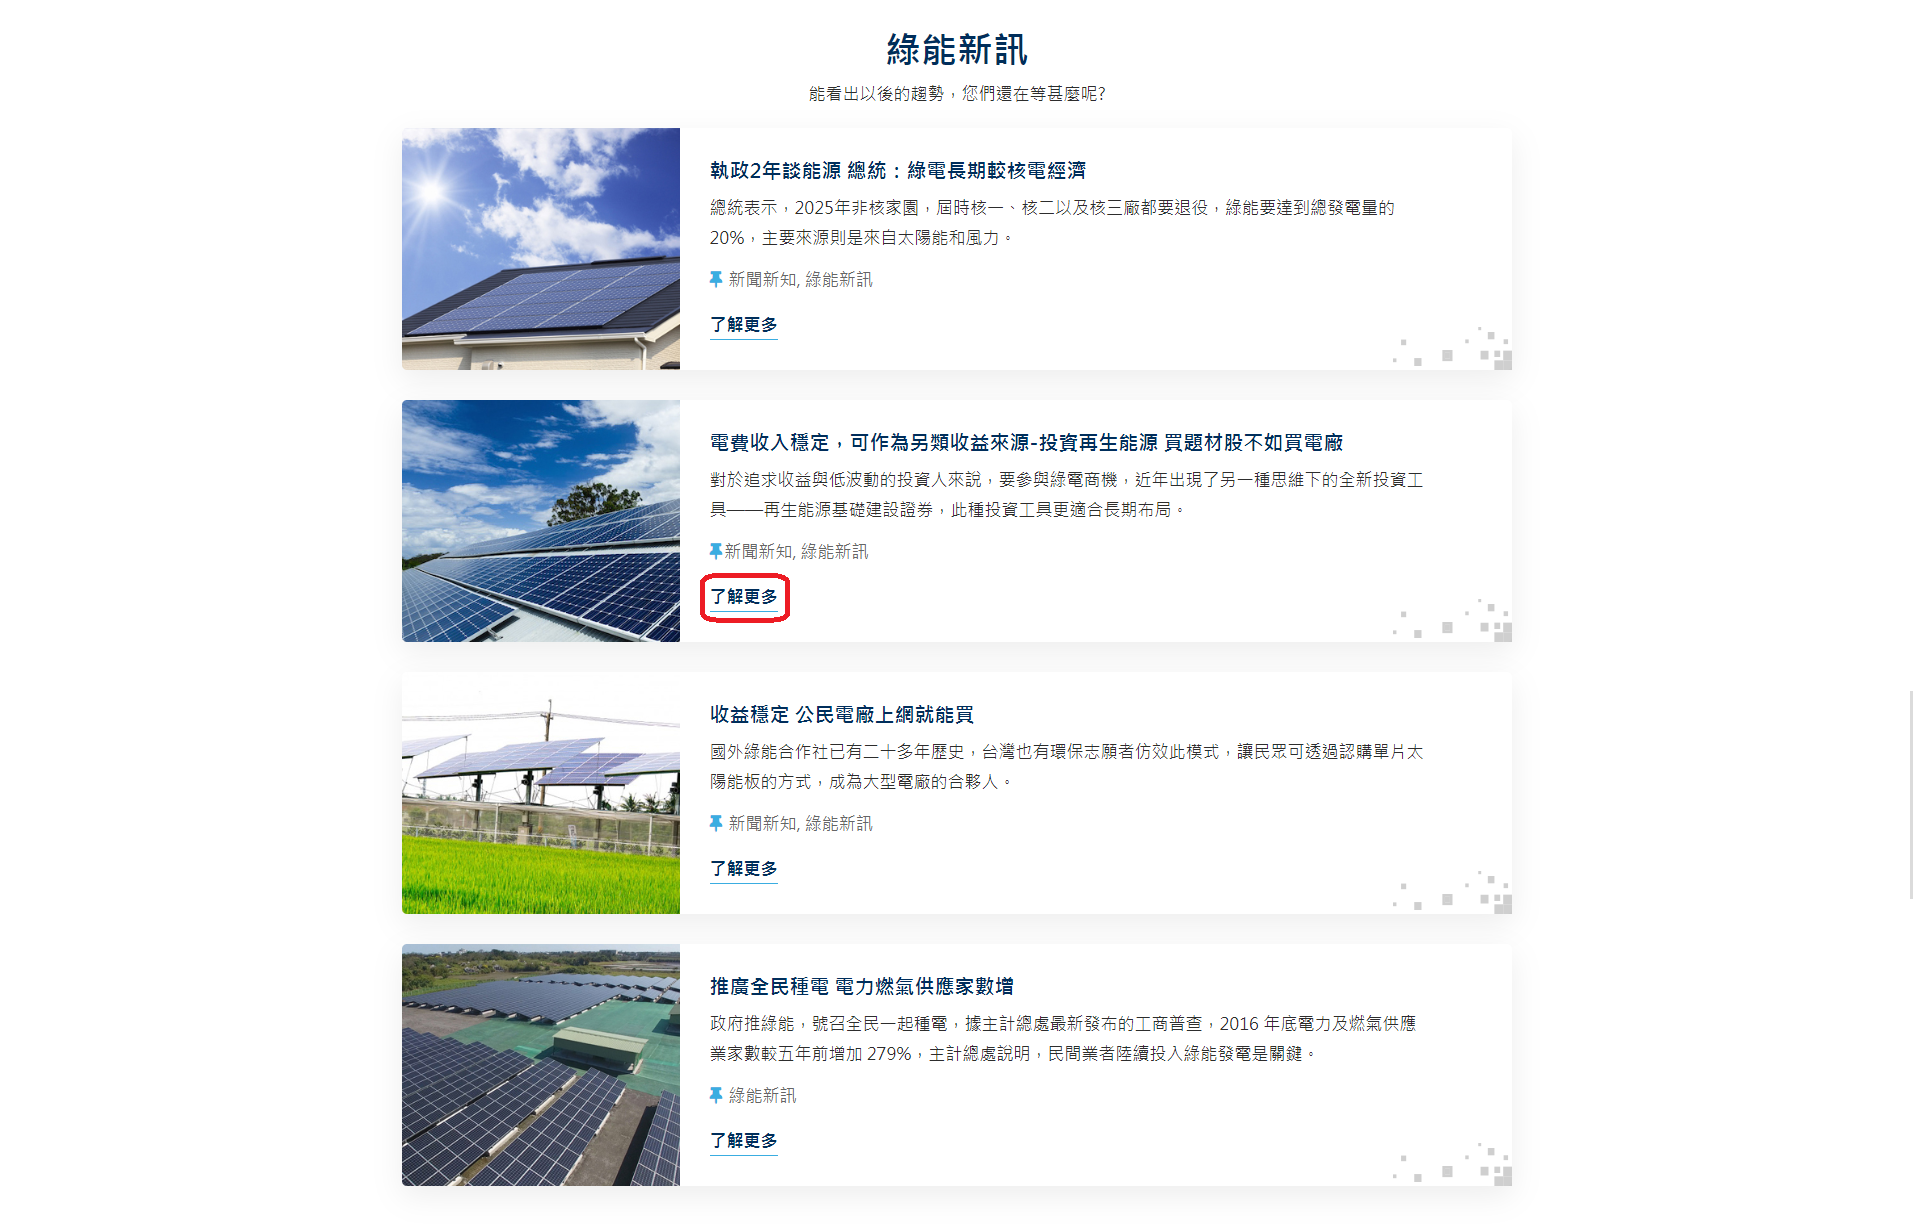 綠能新訊
能看出以後的趨勢，您們還在等甚麼呢?
執政2年談能源 總統：綠電長期較核電經濟
總統表示，2025年非核家園，屆時核一、核二以及核三廠都要退役，綠能要達到總發電量的
20%，主要來源則是來自太陽能和風力。
新聞新知, 綠能新訊
了解更多
電費收入穩定，可作為另類收益來源-投資再生能源 買題材股不如買電廠
對於追求收益與低波動的投資人來說，要參與綠電商機，近年出現了另一種思維下的全新投資工
具——再生能源基礎建設證券，此種投資工具更適合長期布局。
新聞新知, 綠能新訊
了解更多
收益穩定 公民電廠上網就能買
國外綠能合作社已有二十多年歷史，台灣也有環保志願者仿效此模式，讓民眾可透過認購單片太
陽能板的方式，成為大型電廠的合夥人。
新聞新知, 綠能新訊
了解更多
推廣全民種電 電力燃氣供應家數增
政府推綠能，號召全民一起種電，據主計總處最新發布的工商普查，2016 年底電力及燃氣供應
業家數較五年前增加 279%，主計總處說明，民間業者陸續投入綠能發電是關鍵。
綠能新訊
了解更多